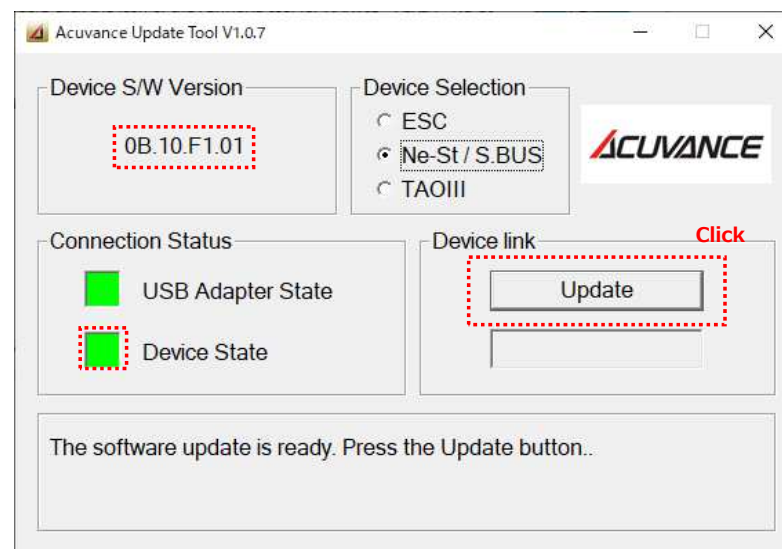 Acuvance Update Tool V1.0.7
Device S/W Version
0B.10.F1.01
Device Selection
ESC
Ne-St / S.BUS
TAOIII
ACUVANCE
Connection Status
USB Adapter State
Device State
Device link
Click
Update
The software update is ready. Press the Update button..